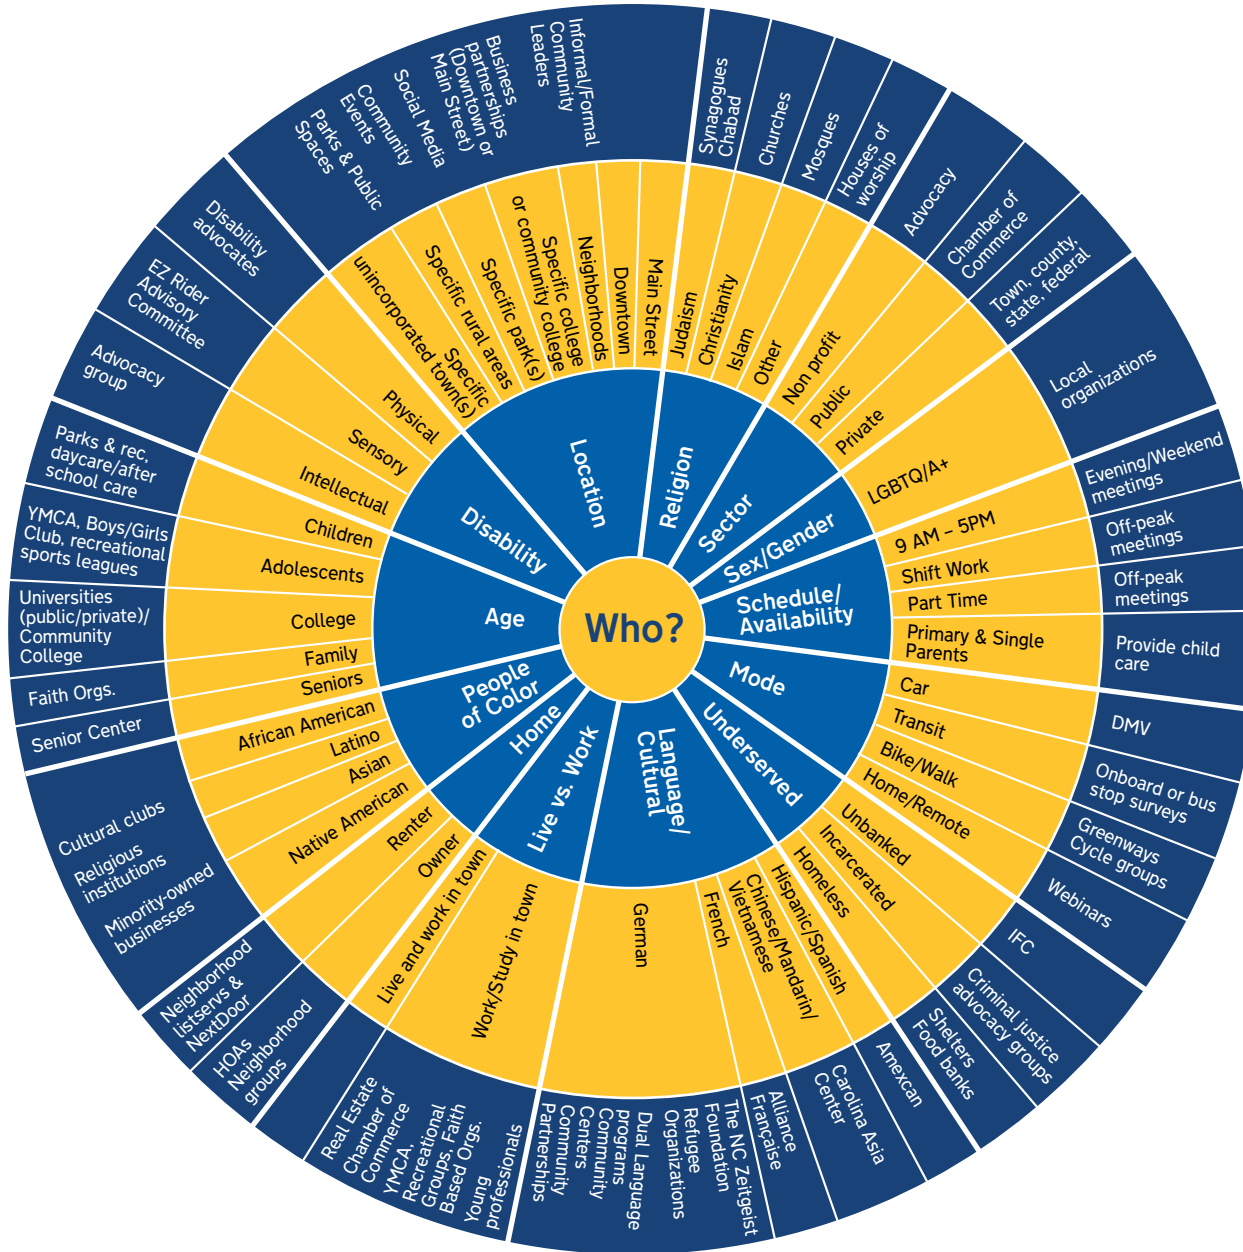 Who?
Location
Religion
Sector
Sex/Gender
Schedule/
Availability
Mode
Underserved
Language/
Cultural
Live vs. Work
Home
People
of Color
Age
Disability
Specific
unincorporated town(s)
Specific rural areas
Specific park(s)
Specific college
or community college
Neighborhoods
Downtown
Main Street
Judaism
Christianity
Islam
Other
Non profit
Public
Private
LGBTQ/A+
9 AM – 5PM
Shift Work
Part Time
Primary & Single
Parents
Car
Transit
Bike/Walk
Home/Remote
Unbanked
Incarcerated
Homeless
Hispanic/Spanish
Chinese/Mandarin/
Vietnamese
French
German
Work/Study in town
Live and work in town
Owner
Renter
Native American
Asian
Latino
African American
Seniors
Family
College
Adolescents
Children
Intellectual
Sensory
Physical
Parks & Public
Spaces
Community
Events
Social Media
Business
partnerships
(Downtown or
Main Street)
Informal/Formal
Community
Leaders
Synagogues
Chabad
Churches
Mosques
Houses of
worship
Advocacy
Chamber of
Commerce
Town, county,
state, federal
Local
organizations
Evening/Weekend
meetings
Off-peak
meetings
Off-peak
meetings
Provide child
care
DMV
Onboard or bus
stop surveys
Greenways
Cycle groups
Webinars
IFC
Criminal justice
advocacy groups
Shelters
Food banks
Amexcan
Carolina Asia
Center
Alliance
Française
The NC Zeitgeist
Foundation
Refugee
Organizations
Dual Language
programs
Community
Centers
Community
Partnerships
Young
professionals
YMCA,
Recreational
Groups, Faith
Based Orgs.
Chamber of
Commerce
Real Estate
HOAs
Neighborhood
groups
Neighborhood
listservs &
NextDoor
Cultural clubs
Religious
institutions
Minority-owned
businesses
Senior Center
Faith Orgs.
Universities
(public/private)/
Community
College
YMCA, Boys/Girls
Club, recreational
sports leagues
Parks & rec,
daycare/after
school care
Advocacy
group
EZ Rider
Advisory
Committee
Disability
advocates